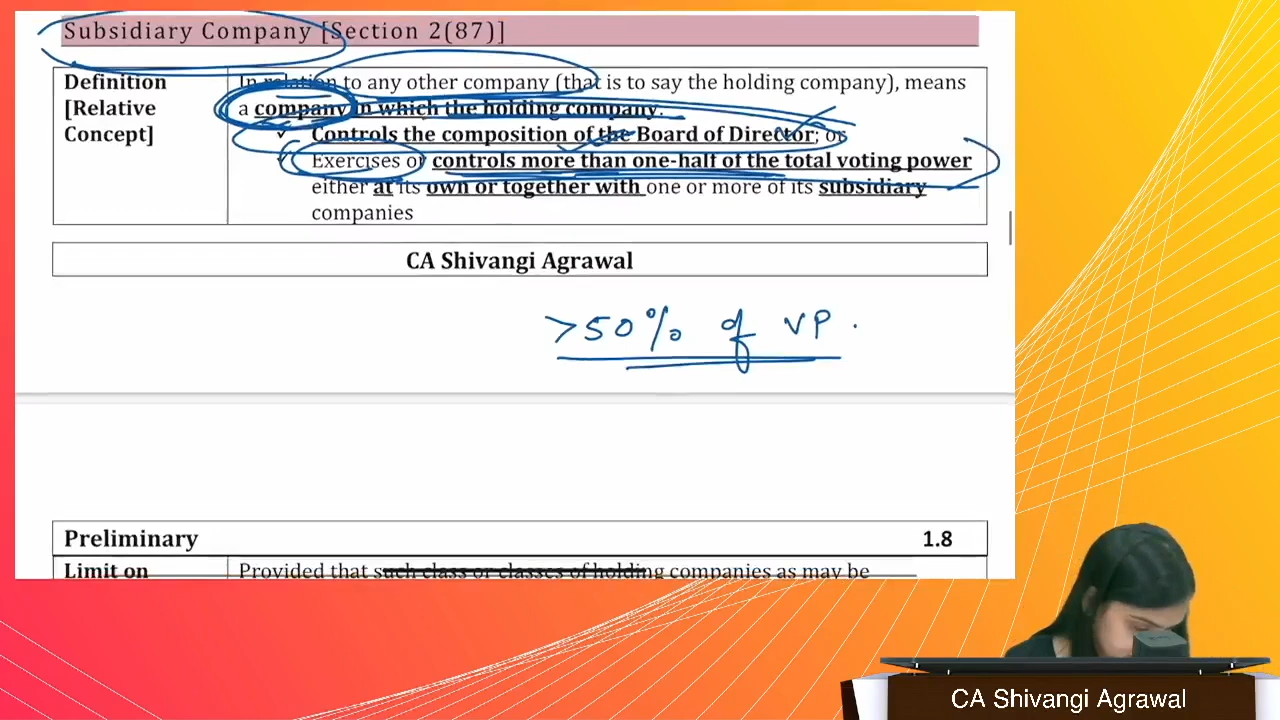 Subsidiary Company [Section 2(87)]
Definition
[Relative
Concept]
In relation to any other company (that is to say the holding company), means
a company in which the holding company.
Controls the composition of the Board of Director; or
Exercises or controls more than one-half of the total voting power
either at its own or together with one or more of its subsidiary
companies
CA Shivangi Agrawal
>50% of VP.
Preliminary 1.8
Limit on Provided that such class or classes of holding companies as may be
CA Shivangi Agrawal